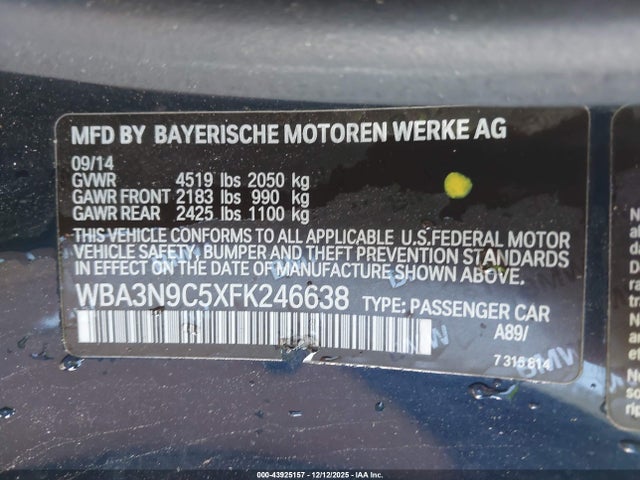 MFD BY BAYERISCHE MOTOREN WERKE AG
09/14
GVWR 4519 lbs 2050 kg
GAWR FRONT 2183 lbs 990 kg
GAWR REAR 2425 lbs 1100 kg
THIS VEHICLE CONFORMS TO ALL APPLICABLE U.S.FEDERAL MOTOR
VEHICLE SAFETY, BUMPER AND THEFT PREVENTION STANDARDS
IN EFFECT ON THE DATE OF MANUFACTURE SHOWN ABOVE.
WBA3N9C5XFK246638 TYPE: PASSENGER CAR
A89/
7 315 814
000-43925157 - 12/12/2025 - IAA Inc.